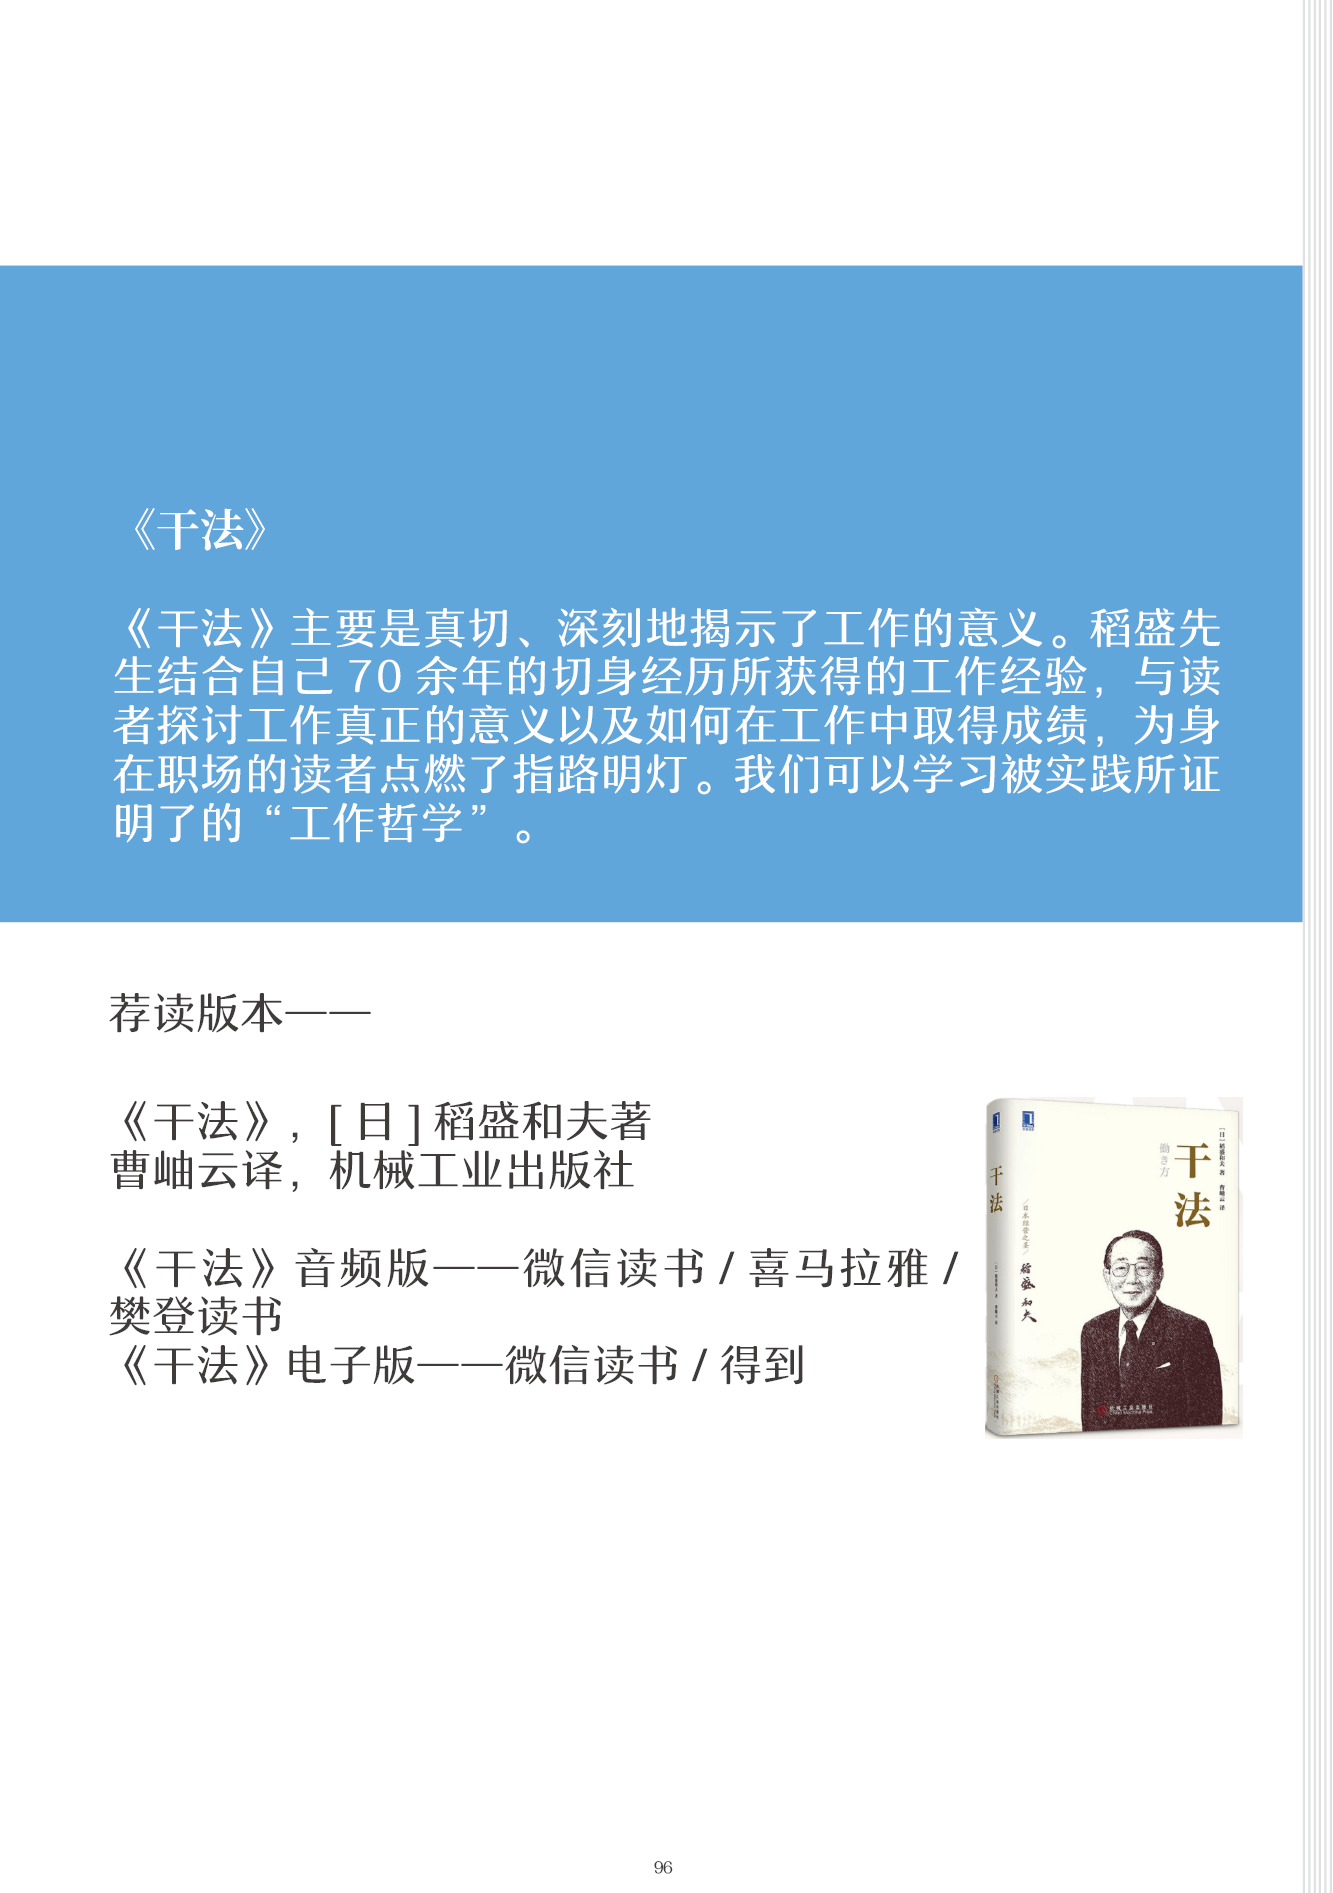 《干法》
《干法》主要是真切、深刻地揭示了工作的意义。稻盛先
生结合自己 70 余年的切身经历所获得的工作经验，与读
者探讨工作真正的意义以及如何在工作中取得成绩，为身
在职场的读者点燃了指路明灯。我们可以学习被实践所证
明了的“工作哲学”。
荐读版本——
《干法》，[ 日 ] 稻盛和夫著
曹岫云译，机械工业出版社
《干法》音频版——微信读书 / 喜马拉雅 /
樊登读书
《干法》电子版——微信读书 / 得到
干法
働き方
[日]稻盛和夫 著 曹岫云 译
干法
日本经营之圣
稻盛和夫
机械工业出版社
China Machine Press
96